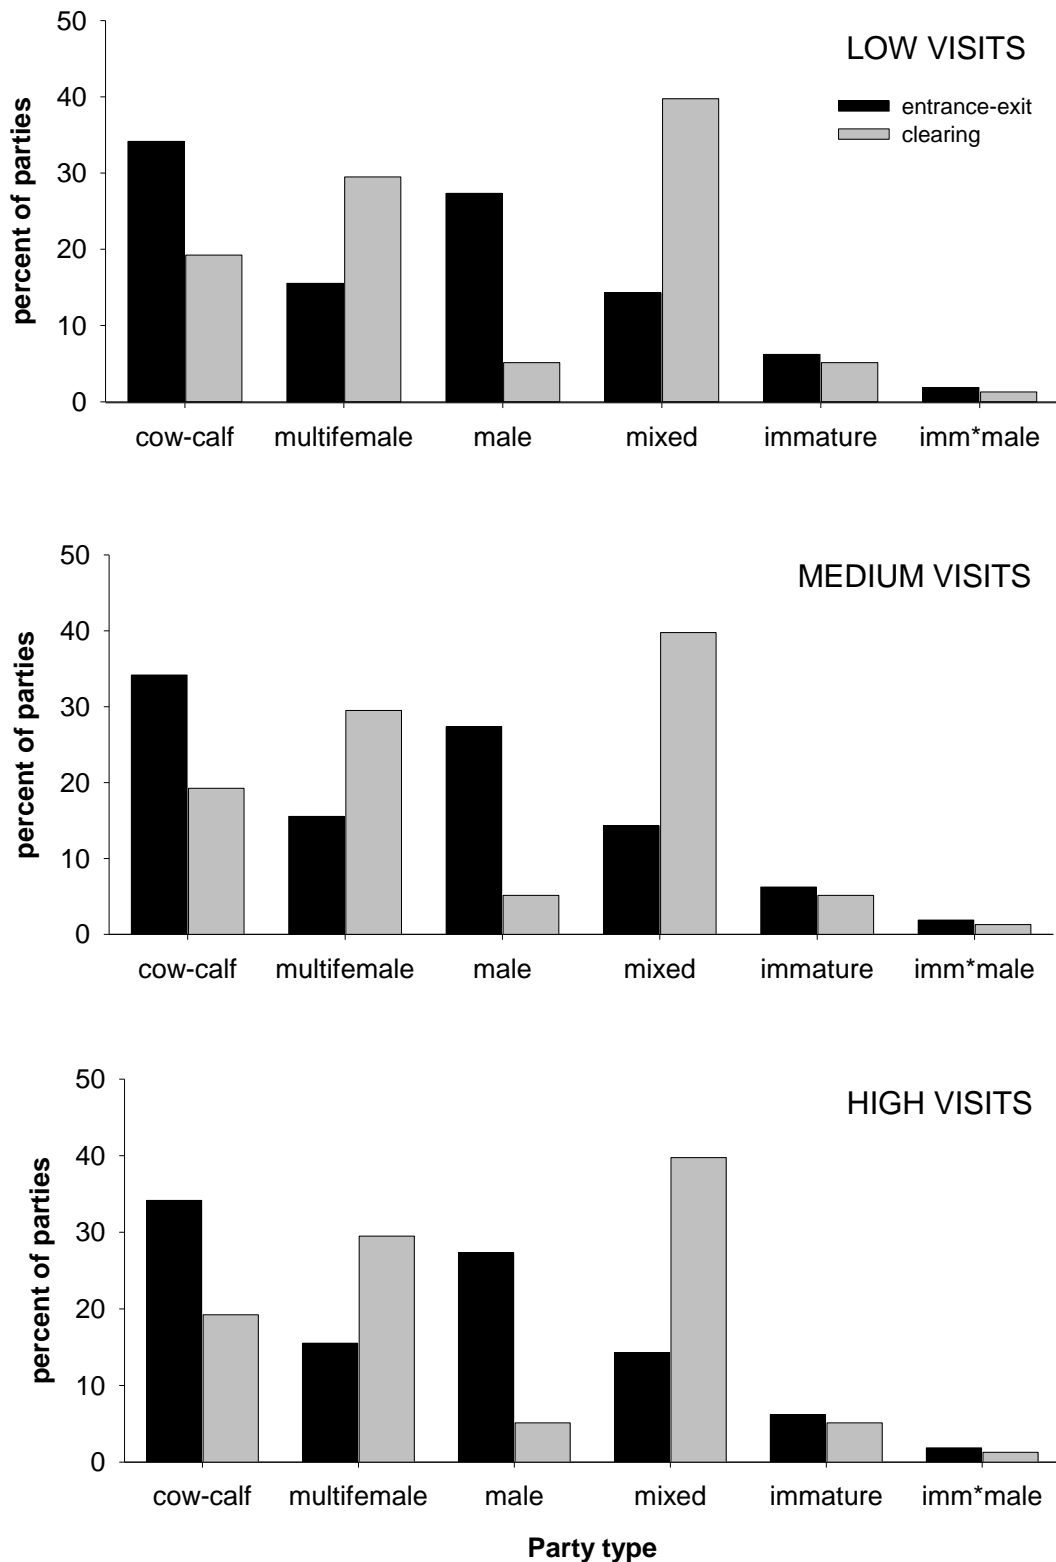 LOW VISITS
entrance-exit
clearing
percent of parties
50
40
30
20
10
0
cow-calf multifemale male mixed immature imm*male
MEDIUM VISITS
percent of parties
50
40
30
20
10
0
cow-calf multifemale male mixed immature imm*male
HIGH VISITS
percent of parties
50
40
30
20
10
0
cow-calf multifemale male mixed immature imm*male
Party type